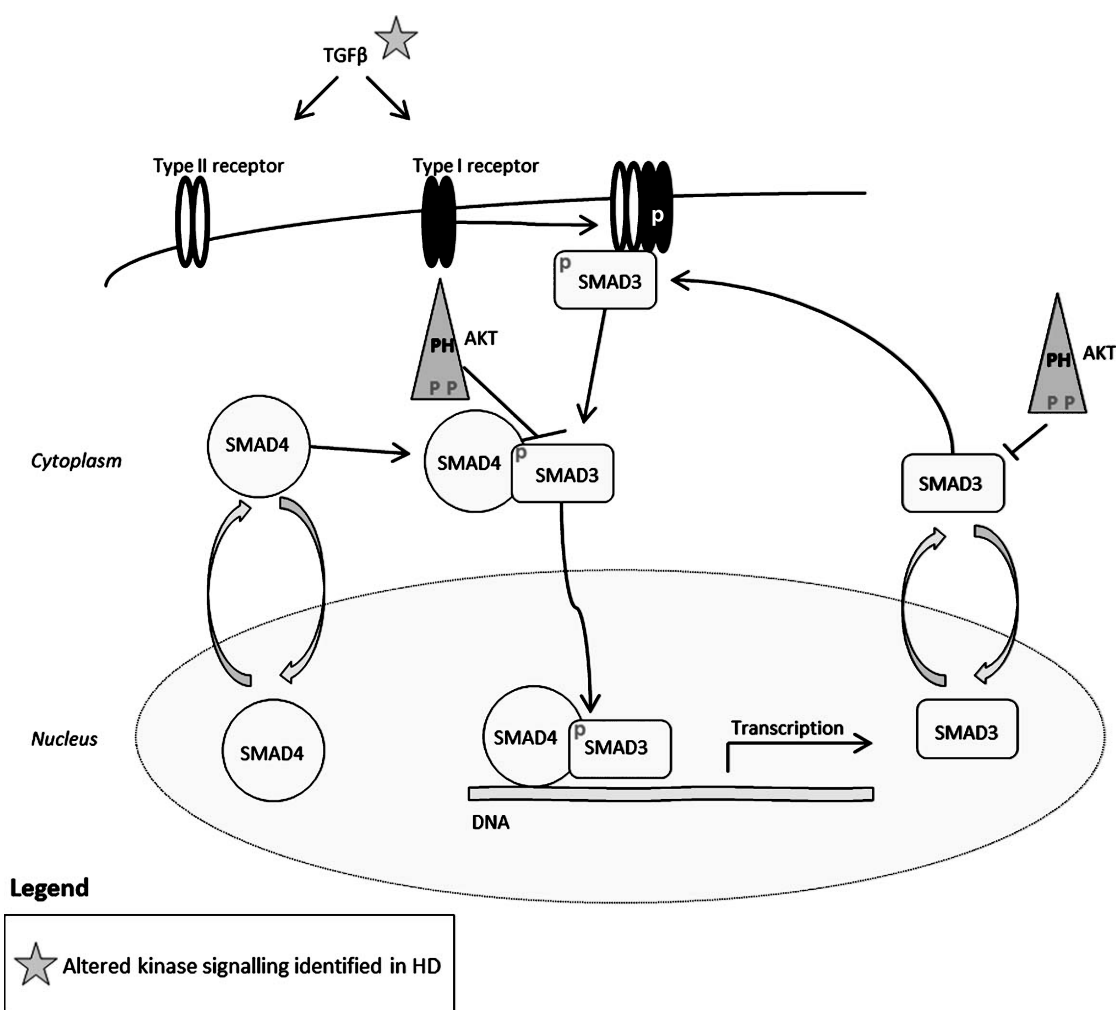 TGFβ
Type II receptor
Type I receptor
p
p
SMAD3
PH
AKT
P P
PH
AKT
P P
SMAD4
Cytoplasm
SMAD4
p
SMAD3
SMAD3
Nucleus
SMAD4
SMAD4
p
SMAD3
Transcription
SMAD3
DNA
Legend
Altered kinase signalling identified in HD